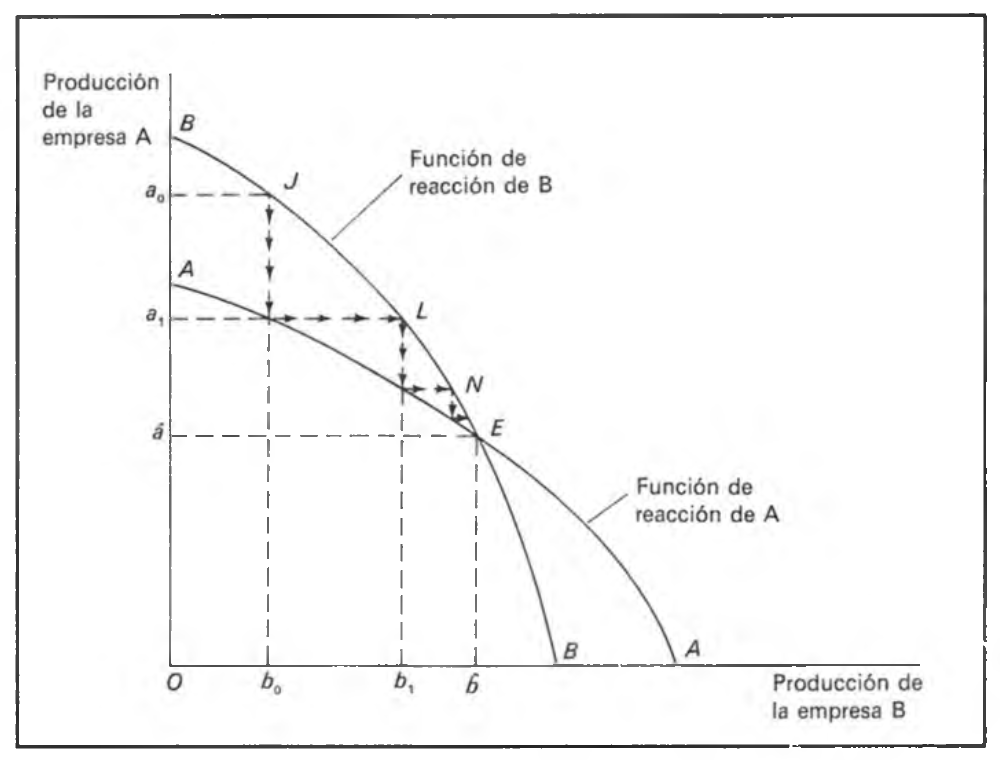 Producción
de la
empresa A
B
Función de
reacción de B
a₀
J
A
a₁
L
N
ā
E
Función de
reacción de A
B
A
O
b₀
b₁
b̄
Producción de
la empresa B